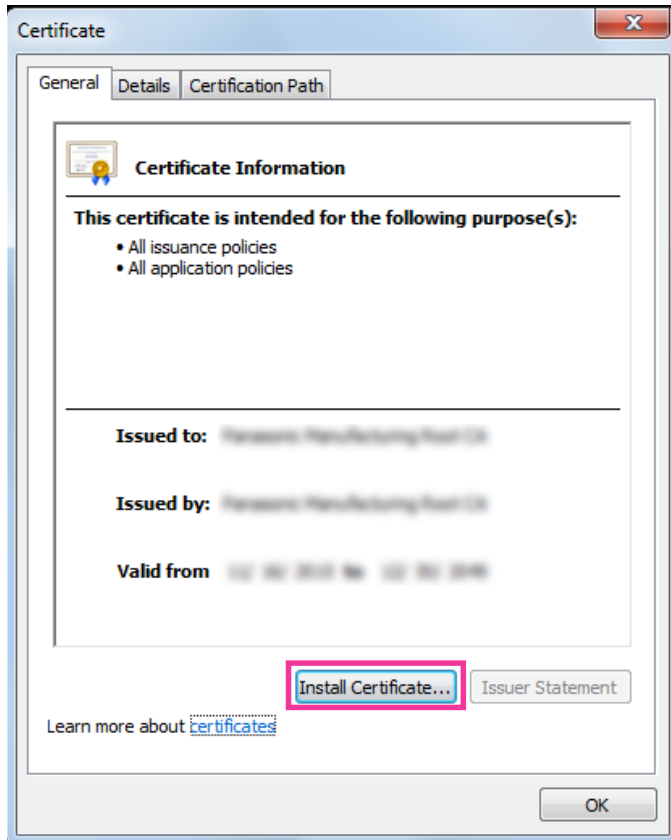 Certificate
General Details Certification Path
Certificate Information
This certificate is intended for the following purpose(s):
• All issuance policies
• All application policies
Issued to:
Issued by:
Valid from
Install Certificate... Issuer Statement
Learn more about certificates
OK